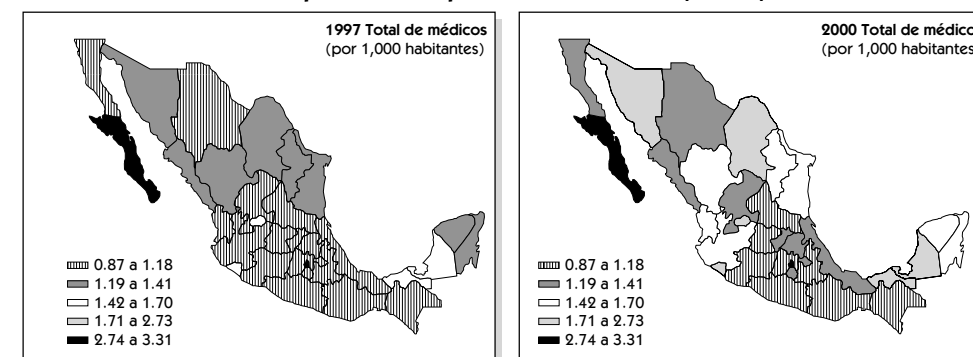 1997 Total de médicos
(por 1,000 habitantes)
0.87 a 1.18
1.19 a 1.41
1.42 a 1.70
1.71 a 2.73
2.74 a 3.31
2000 Total de médico
(por 1,000 habitantes
0.87 a 1.18
1.19 a 1.41
1.42 a 1.70
1.71 a 2.73
2.74 a 3.31